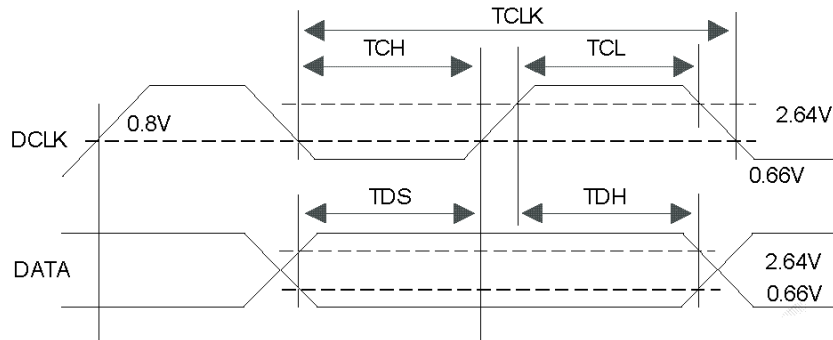 TCLK
TCH
TCL
0.8V
2.64V
DCLK
0.66V
TDS
TDH
DATA
2.64V
0.66V